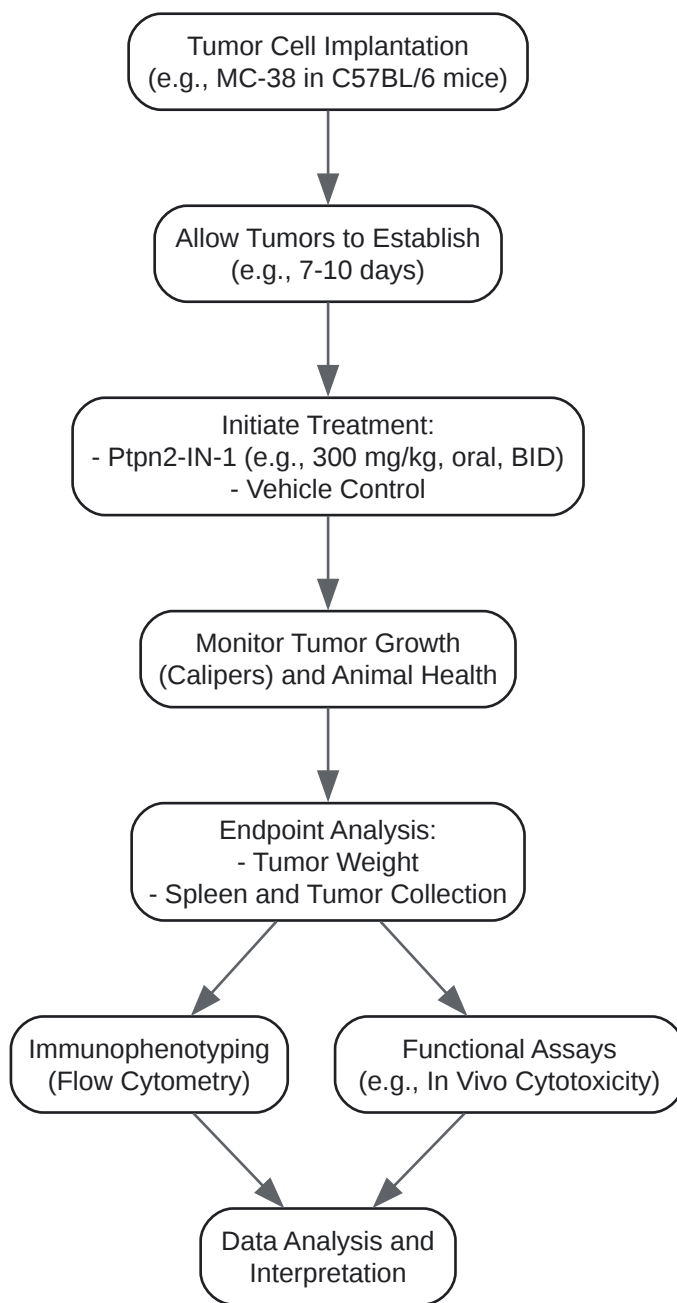 Tumor Cell Implantation
(e.g., MC-38 in C57BL/6 mice)
Allow Tumors to Establish
(e.g., 7-10 days)
Initiate Treatment:
- Ptpn2-IN-1 (e.g., 300 mg/kg, oral, BID)
- Vehicle Control
Monitor Tumor Growth
(Calipers) and Animal Health
Endpoint Analysis:
- Tumor Weight
- Spleen and Tumor Collection
Immunophenotyping
(Flow Cytometry)
Functional Assays
(e.g., In Vivo Cytotoxicity)
Data Analysis and
Interpretation